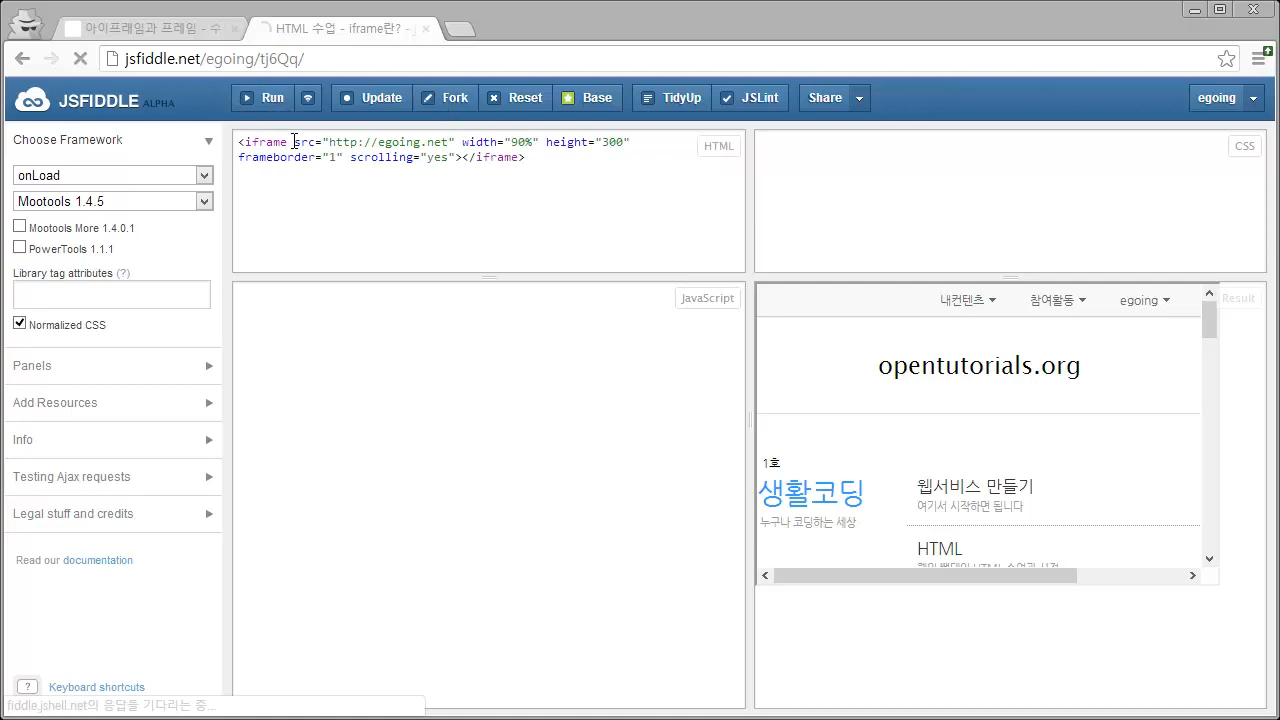 아이프래임과 프레임 - 수
HTML 수업 - iframe란? - j
jsfiddle.net/egoing/tj6Qq/
JSFIDDLE ALPHA
Run
Update
Fork
Reset
Base
TidyUp
JSLint
Share
egoing
Choose Framework
onLoad
Mootools 1.4.5
Mootools More 1.4.0.1
PowerTools 1.1.1
Library tag attributes (?)
Normalized CSS
Panels
Add Resources
Info
Testing Ajax requests
Legal stuff and credits
Read our documentation
? Keyboard shortcuts
fiddle.jshell.net의 응답을 기다리는 중...
<iframe src="http://egoing.net" width="90%" height="300"
frameborder="1" scrolling="yes"></iframe>
HTML
CSS
JavaScript
Result
내컨텐츠
참여활동
egoing
opentutorials.org
1호
생활코딩
누구나 코딩하는 세상
웹서비스 만들기
여기서 시작하면 됩니다
HTML